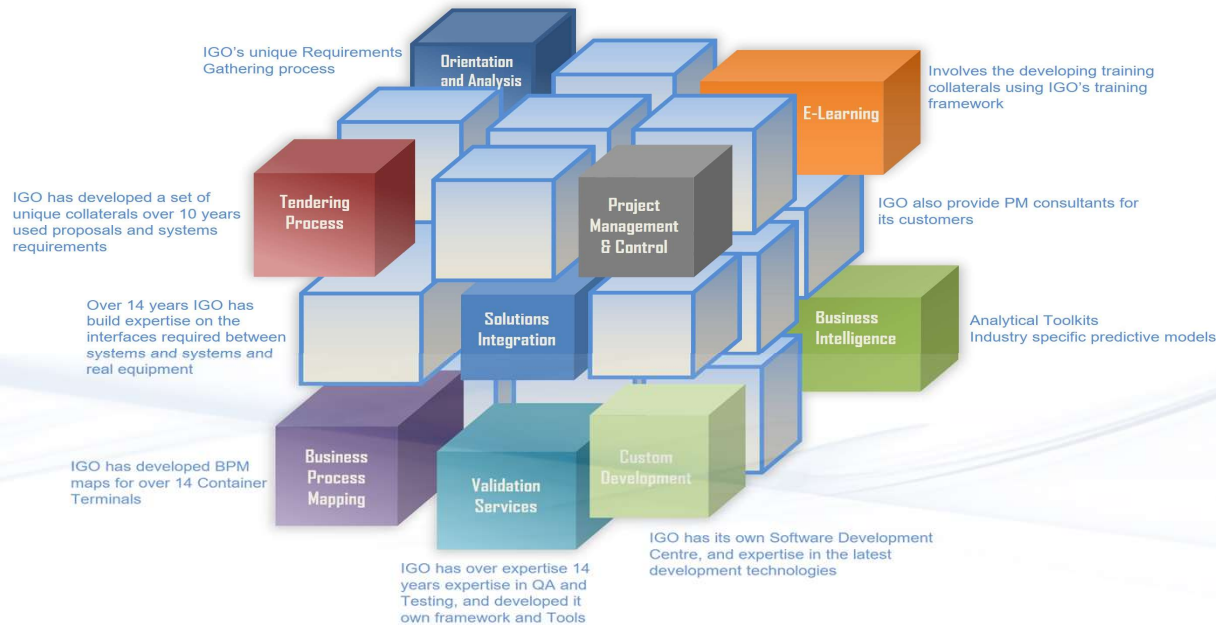 IGO's unique Requirements
Gathering process
Orientation
and Analysis
E-Learning
Involves the developing training
collaterals using IGO's training
framework
IGO has developed a set of
unique collaterals over 10 years
used proposals and systems
requirements
Tendering
Process
Project
Management
& Control
IGO also provide PM consultants for
its customers
Over 14 years IGO has
build expertise on the
interfaces required between
systems and systems and
real equipment
Solutions
Integration
Business
Intelligence
Analytical Toolkits
Industry specific predictive models
IGO has developed BPM
maps for over 14 Container
Terminals
Business
Process
Mapping
Validation
Services
Custom
Development
IGO has its own Software Development
Centre, and expertise in the latest
development technologies
IGO has over expertise 14
years expertise in QA and
Testing, and developed it
own framework and Tools